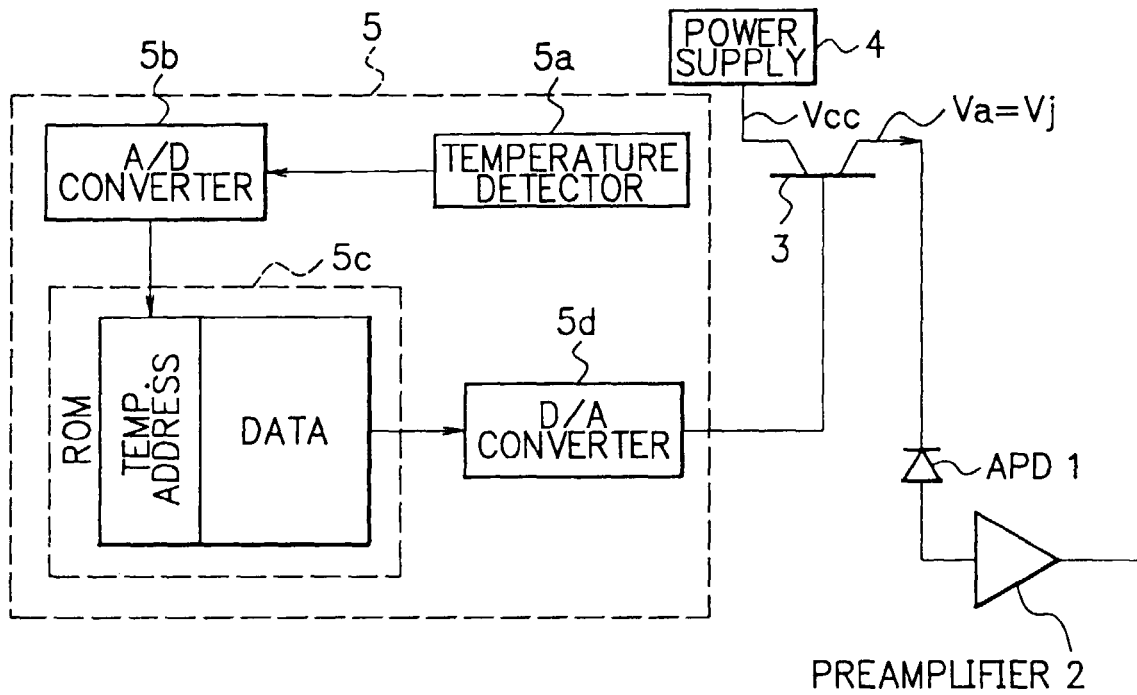 POWER
SUPPLY
4
5
5b
5a
Vcc
Va=Vj
A/D
CONVERTER
TEMPERATURE
DETECTOR
3
5c
5d
ROM
TEMP.
ADDRESS
DATA
D/A
CONVERTER
APD 1
PREAMPLIFIER 2